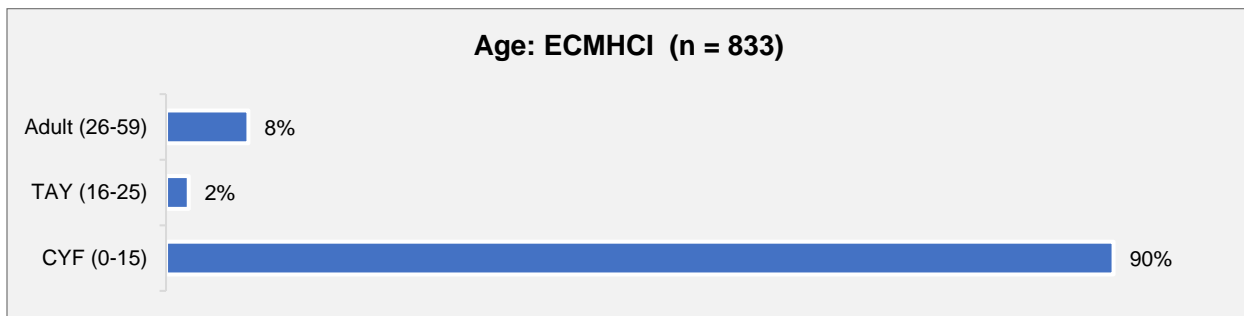 Age: ECMHCI (n = 833)
Adult (26-59) 8%
TAY (16-25) 2%
CYF (0-15) 90%